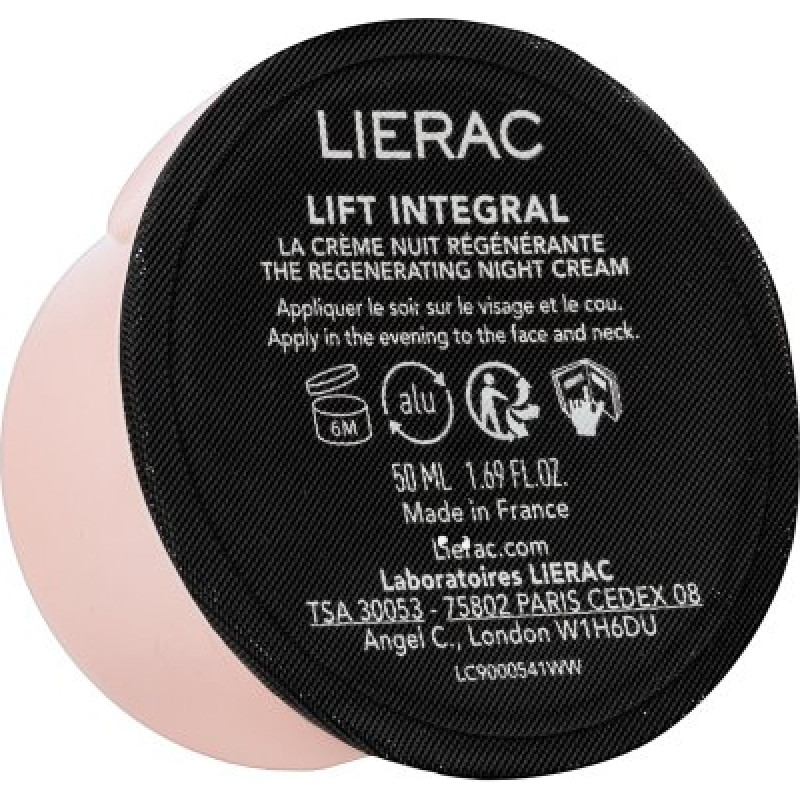 LIERAC
LIFT INTEGRAL
LA CRÈME NUIT RÉGÉNÉRANTE
THE REGENERATING NIGHT CREAM
Appliquer le soir sur le visage et le cou.
Apply in the evening to the face and neck.
6M
alu
50 ML 1.69 FL.OZ.
Made in France
Lierac.com
Laboratoires LIERAC
TSA 30053 - 75802 PARIS CEDEX 08
Angel C., London W1H6DU
LC9000541WW